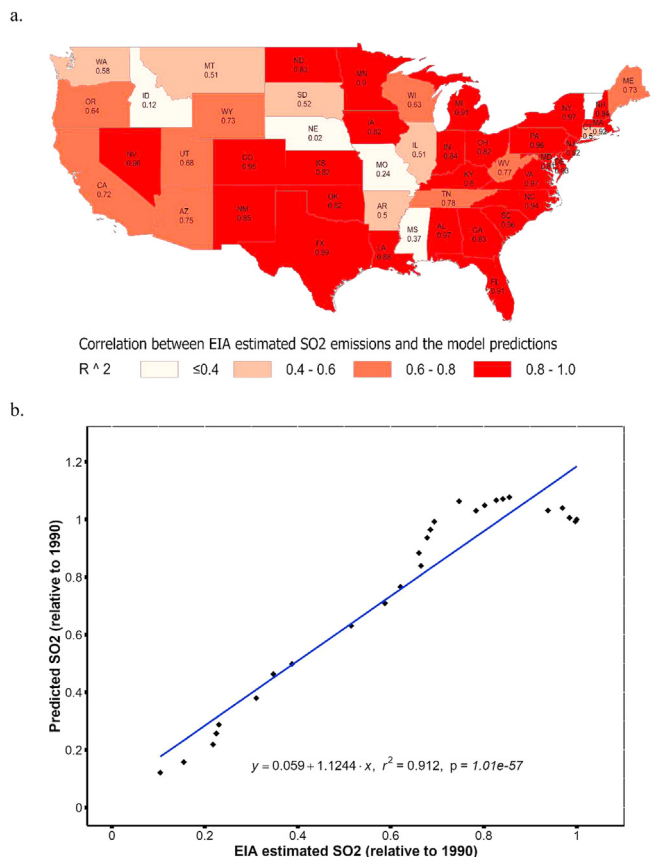 a.
WA
0.58
MT
0.51
ND
0.83
MN
0.9
ME
0.73
OR
0.64
ID
0.12
SD
0.52
WI
0.63
MI
0.91
NY
0.97
NH
0.84
WY
0.73
IA
0.82
NE
0.02
MA
0.92
0.5
NV
0.96
UT
0.68
CO
0.95
KS
0.82
MO
0.24
IL
0.51
IN
0.84
OH
0.82
PA
0.96
NJ
MD
WV
0.77
VA
0.97
CA
0.72
KY
TN
0.78
NC
0.94
AZ
0.75
NM
0.85
OK
AR
0.5
SC
TX
0.89
LA
0.88
MS
0.37
AL
0.97
GA
0.83
FL
Correlation between EIA estimated SO2 emissions and the model predictions
R ^ 2 ≤0.4 0.4 - 0.6 0.6 - 0.8 0.8 - 1.0
b.
Predicted SO2 (relative to 1990)
1.2
1
0.8
0.6
0.4
0.2
0
y = 0.059 + 1.1244 · x, r² = 0.912, p = 1.01e-57
0 0.2 0.4 0.6 0.8 1
EIA estimated SO2 (relative to 1990)